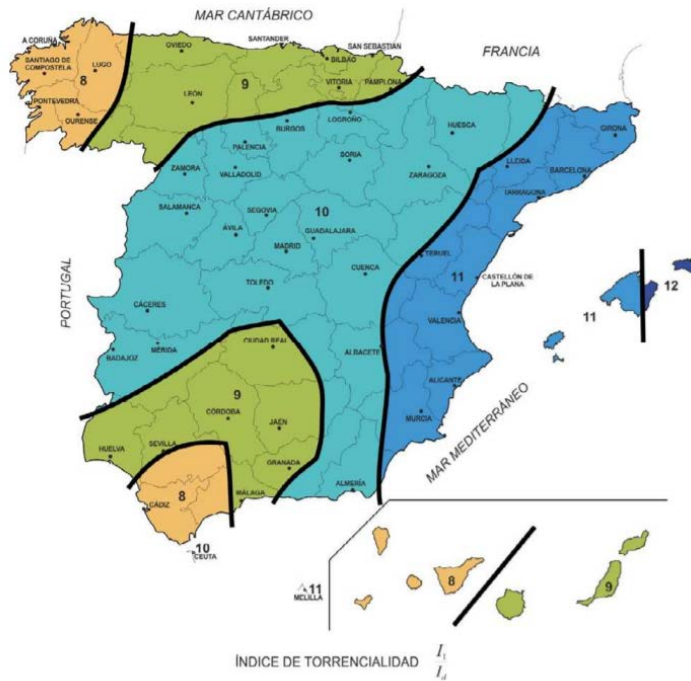 MAR CANTÁBRICO
A CORUÑA
SANTIAGO DE
COMPOSTELA
LUGO
8
PONTEVEDRA
OURENSE
OVIEDO
SANTANDER
BILBAO
SAN SEBASTIÁN
FRANCIA
9
LEÓN
VITORIA
PAMPLONA
BURGOS
LOGROÑO
HUESCA
PALENCIA
ZAMORA
VALLADOLID
SORIA
ZARAGOZA
LLEIDA
GIRONA
BARCELONA
TARRAGONA
SALAMANCA
SEGOVIA
10
ÁVILA
GUADALAJARA
MADRID
TERUEL
CUENCA
11
CASTELLÓN DE
LA PLANA
12
11
PORTUGAL
TOLEDO
CÁCERES
VALENCIA
BADAJOZ
MÉRIDA
CIUDAD REAL
ALBACETE
ALICANTE
MURCIA
MAR MEDITERRÁNEO
9
CÓRDOBA
JAÉN
HUELVA
SEVILLA
GRANADA
ALMERÍA
MÁLAGA
8
CÁDIZ
10
CEUTA
11
MELILLA
8
9
ÍNDICE DE TORRENCIALIDAD I₁
I_d